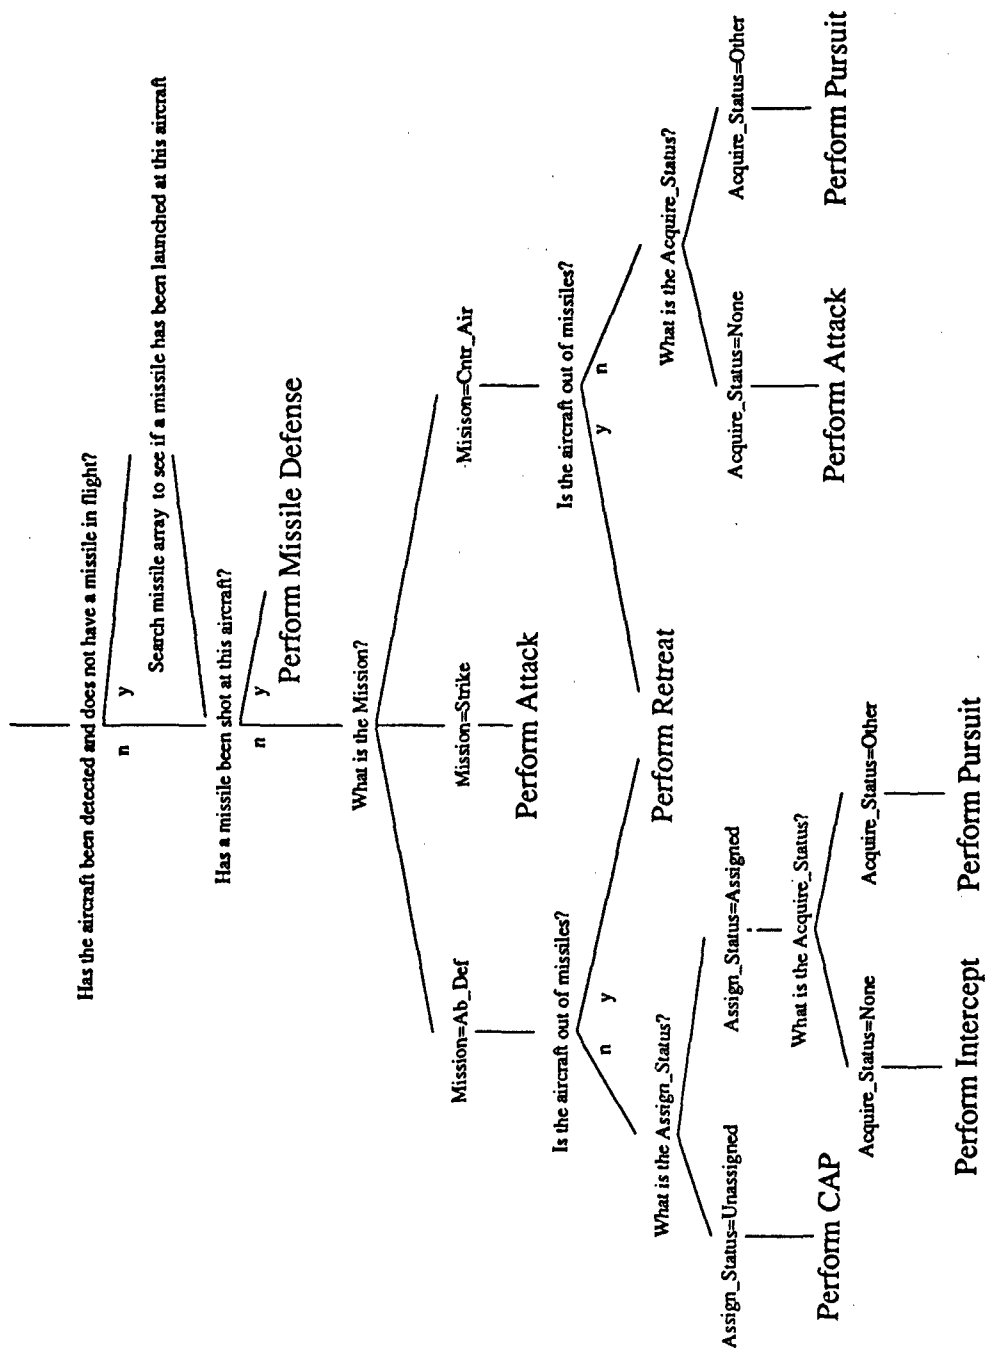 Has the aircraft been detected and does not have a missile in flight?
n
y
Search missile array to see if a missile has been launched at this aircraft
Has a missile been shot at this aircraft?
n
y
Perform Missile Defense
What is the Mission?
Mission=Ab_Def
Mission=Strike
Misison=Cntr_Air
Perform Attack
Is the aircraft out of missiles?
Is the aircraft out of missiles?
n
y
y
n
What is the Assign_Status?
Perform Retreat
What is the Acquire_Status?
Assign_Status=Unassigned
Assign_Status=Assigned
Acquire_Status=None
Acquire_Status=Other
Perform CAP
What is the Acquire_Status?
Perform Attack
Perform Pursuit
Acquire_Status=None
Acquire_Status=Other
Perform Intercept
Perform Pursuit